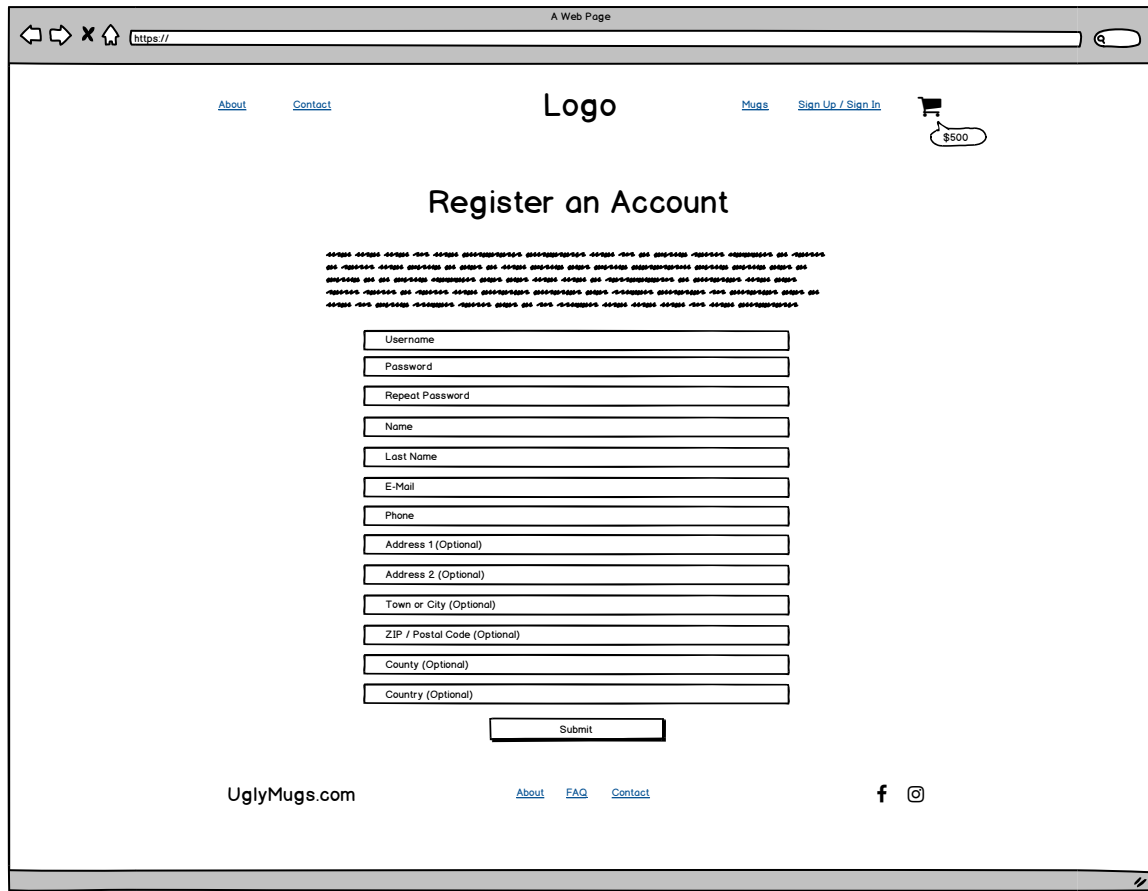 A Web Page
https://
About Contact Logo Mugs Sign Up / Sign In
$500
Register an Account
Username
Password
Repeat Password
Name
Last Name
E-Mail
Phone
Address 1 (Optional)
Address 2 (Optional)
Town or City (Optional)
ZIP / Postal Code (Optional)
County (Optional)
Country (Optional)
Submit
UglyMugs.com About FAQ Contact